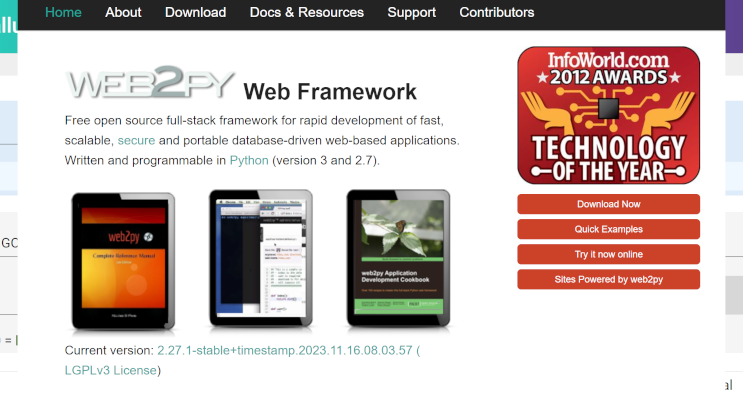 Home About Download Docs & Resources Support Contributors
WEB2PY Web Framework
Free open source full-stack framework for rapid development of fast,
scalable, secure and portable database-driven web-based applications.
Written and programmable in Python (version 3 and 2.7).
InfoWorld.com
2012 AWARDS
TECHNOLOGY
OF THE YEAR
Download Now
Quick Examples
Try it now online
Sites Powered by web2py
web2py
Complete Reference Manual
web2py Application
Development Cookbook
Current version: 2.27.1-stable+timestamp.2023.11.16.08.03.57 (
LGPLv3 License)
GO
al